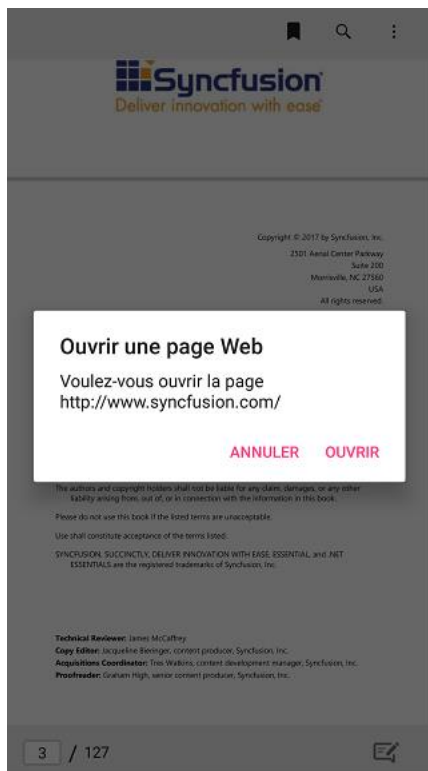 Syncfusion
Deliver innovation with ease
Copyright © 2017 by Syncfusion, Inc.
2501 Aerial Center Parkway
Suite 200
Morrisville, NC 27560
USA
All rights reserved.
Ouvrir une page Web
Voulez-vous ouvrir la page
http://www.syncfusion.com/
ANNULER OUVRIR
The authors and copyright holders shall not be liable for any claim, damages, or any other
liability arising from, out of, or in connection with the information in this book.
Please do not use this book if the listed terms are unacceptable.
Use shall constitute acceptance of the terms listed.
SYNCFUSION, SUCCINCTLY, DELIVER INNOVATION WITH EASE, ESSENTIAL, and .NET
ESSENTIALS are the registered trademarks of Syncfusion, Inc.
Technical Reviewer: James McCaffrey
Copy Editor: Jacqueline Bieringer, content producer, Syncfusion, Inc.
Acquisitions Coordinator: Tres Watkins, content development manager, Syncfusion, Inc.
Proofreader: Graham High, senior content producer, Syncfusion, Inc.
3 / 127